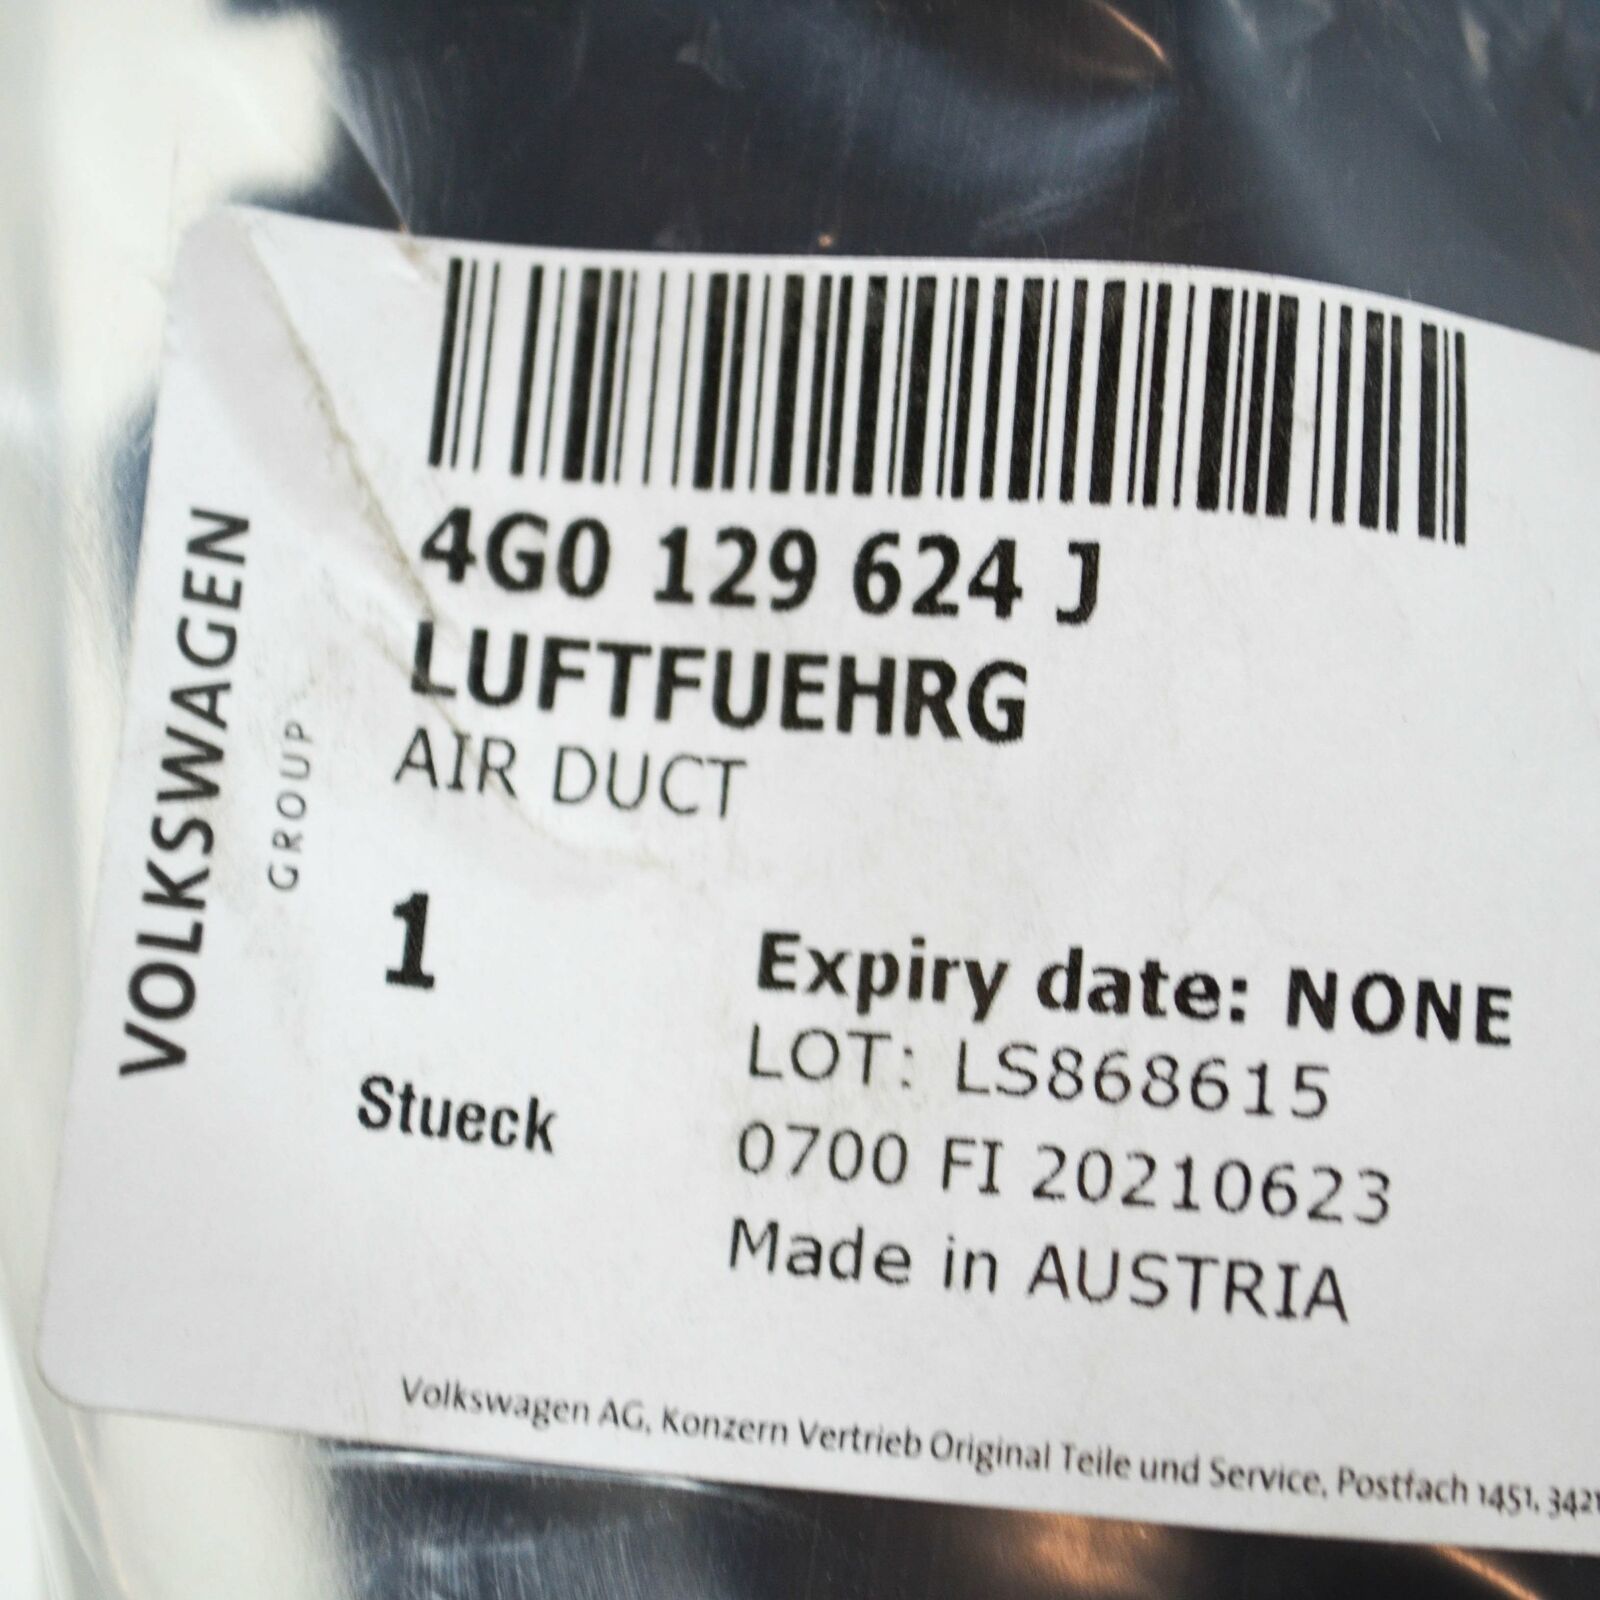 VOLKSWAGEN
GROUP
4G0 129 624 J
LUFTFUEHRG
AIR DUCT
1
Stueck
Expiry date: NONE
LOT: LS868615
0700 FI 20210623
Made in AUSTRIA
Volkswagen AG, Konzern Vertrieb Original Teile und Service, Postfach 1451, 3421